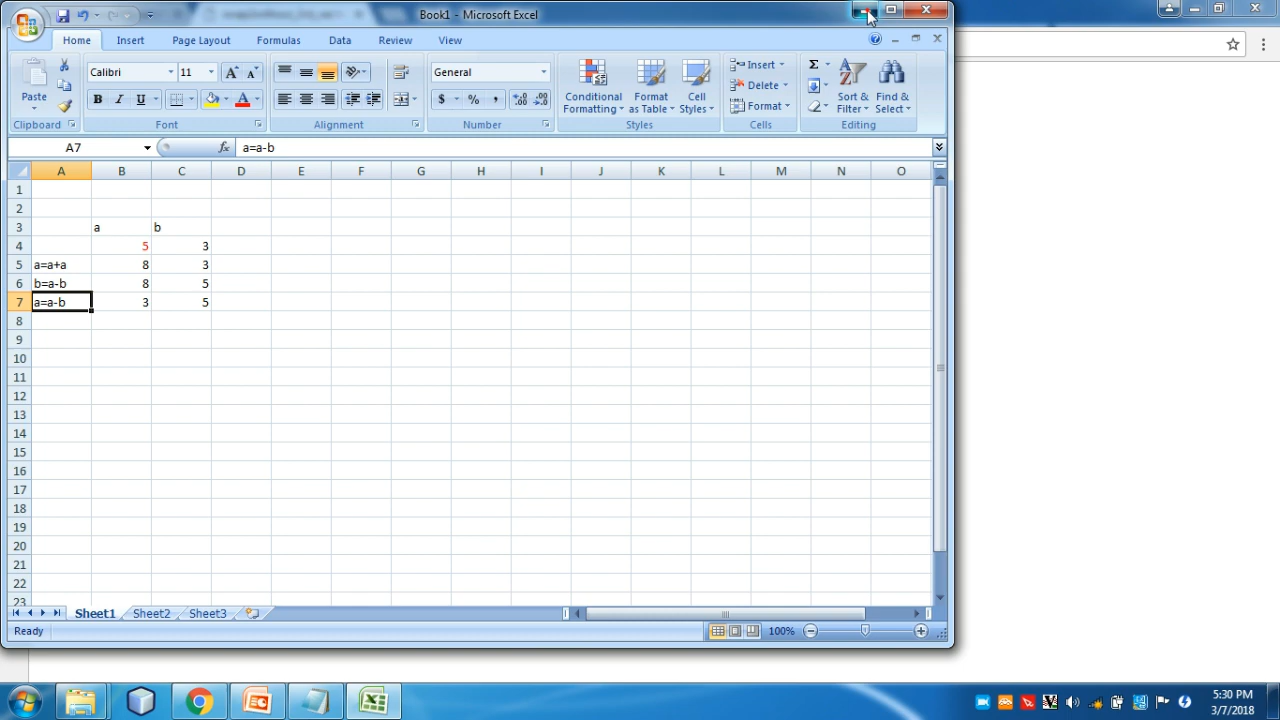 Book1 - Microsoft Excel
Home Insert Page Layout Formulas Data Review View
Paste
Clipboard
Calibri 11
B I U
Font
Alignment
General
$ % ,
Number
Conditional Formatting
Format as Table
Cell Styles
Styles
Insert
Delete
Format
Cells
Σ
Sort & Filter
Find & Select
Editing
A7 fx a=a-b
A B C D E F G H I J K L M N O
1
2
3 a b
4 5 3
5 a=a+a 8 3
6 b=a-b 8 5
7 a=a-b 3 5
8
9
10
11
12
13
14
15
16
17
18
19
20
21
22
23
Sheet1 Sheet2 Sheet3
Ready 100%
5:30 PM
3/7/2018